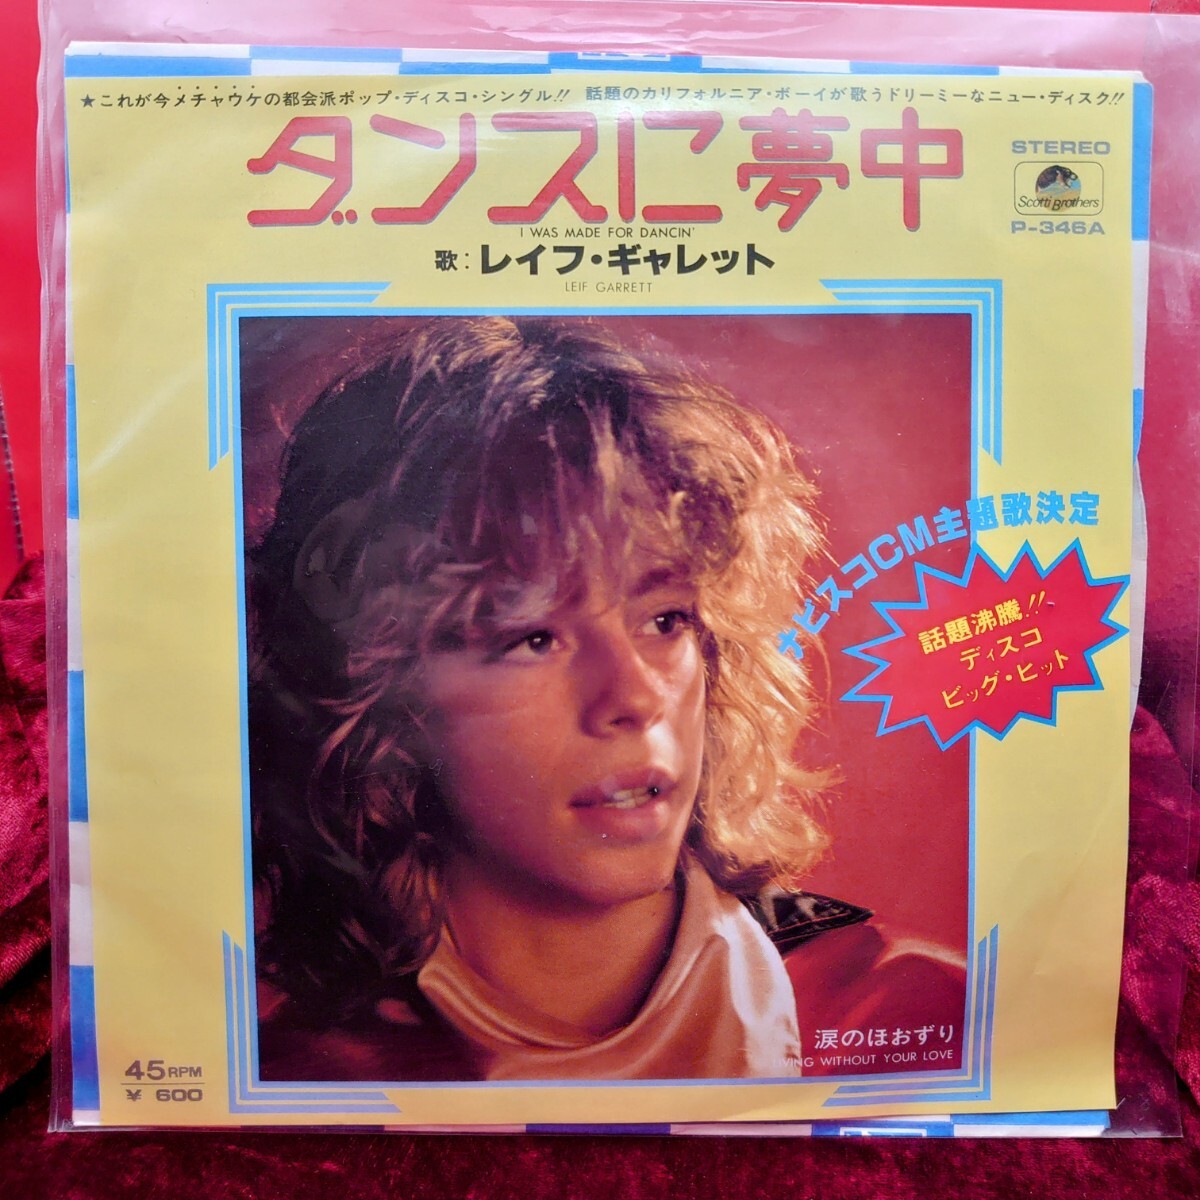 ★これが今メチャウケの都会派ポップ・ディスコ・シングル!! 話題のカリフォルニア・ボーイが歌うドリーミーなニュー・ディスク!!
ダンスに夢中
I WAS MADE FOR DANCIN'
歌：レイフ・ギャレット
LEIF GARRETT
STEREO
Scotti Brothers
P-346A
ナビスコCM主題歌決定
話題沸騰!!
ディスコ
ビッグ・ヒット
涙のほおずり
LIVING WITHOUT YOUR LOVE
45RPM
¥ 600